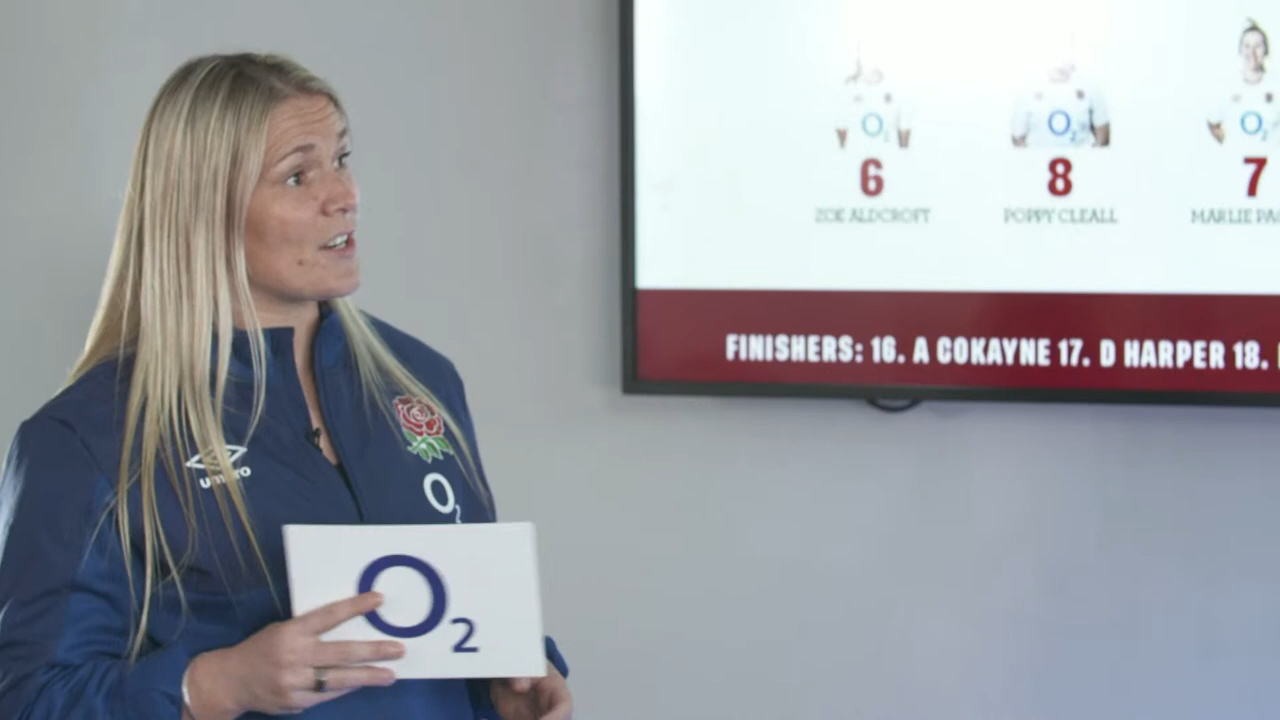 O2
O2
O2
6
8
7
ZOE ALDCROFT
POPPY CLEALL
MARLIE
FINISHERS: 16. A COKAYNE 17. D HARPER 18.
umbro
O2
O2